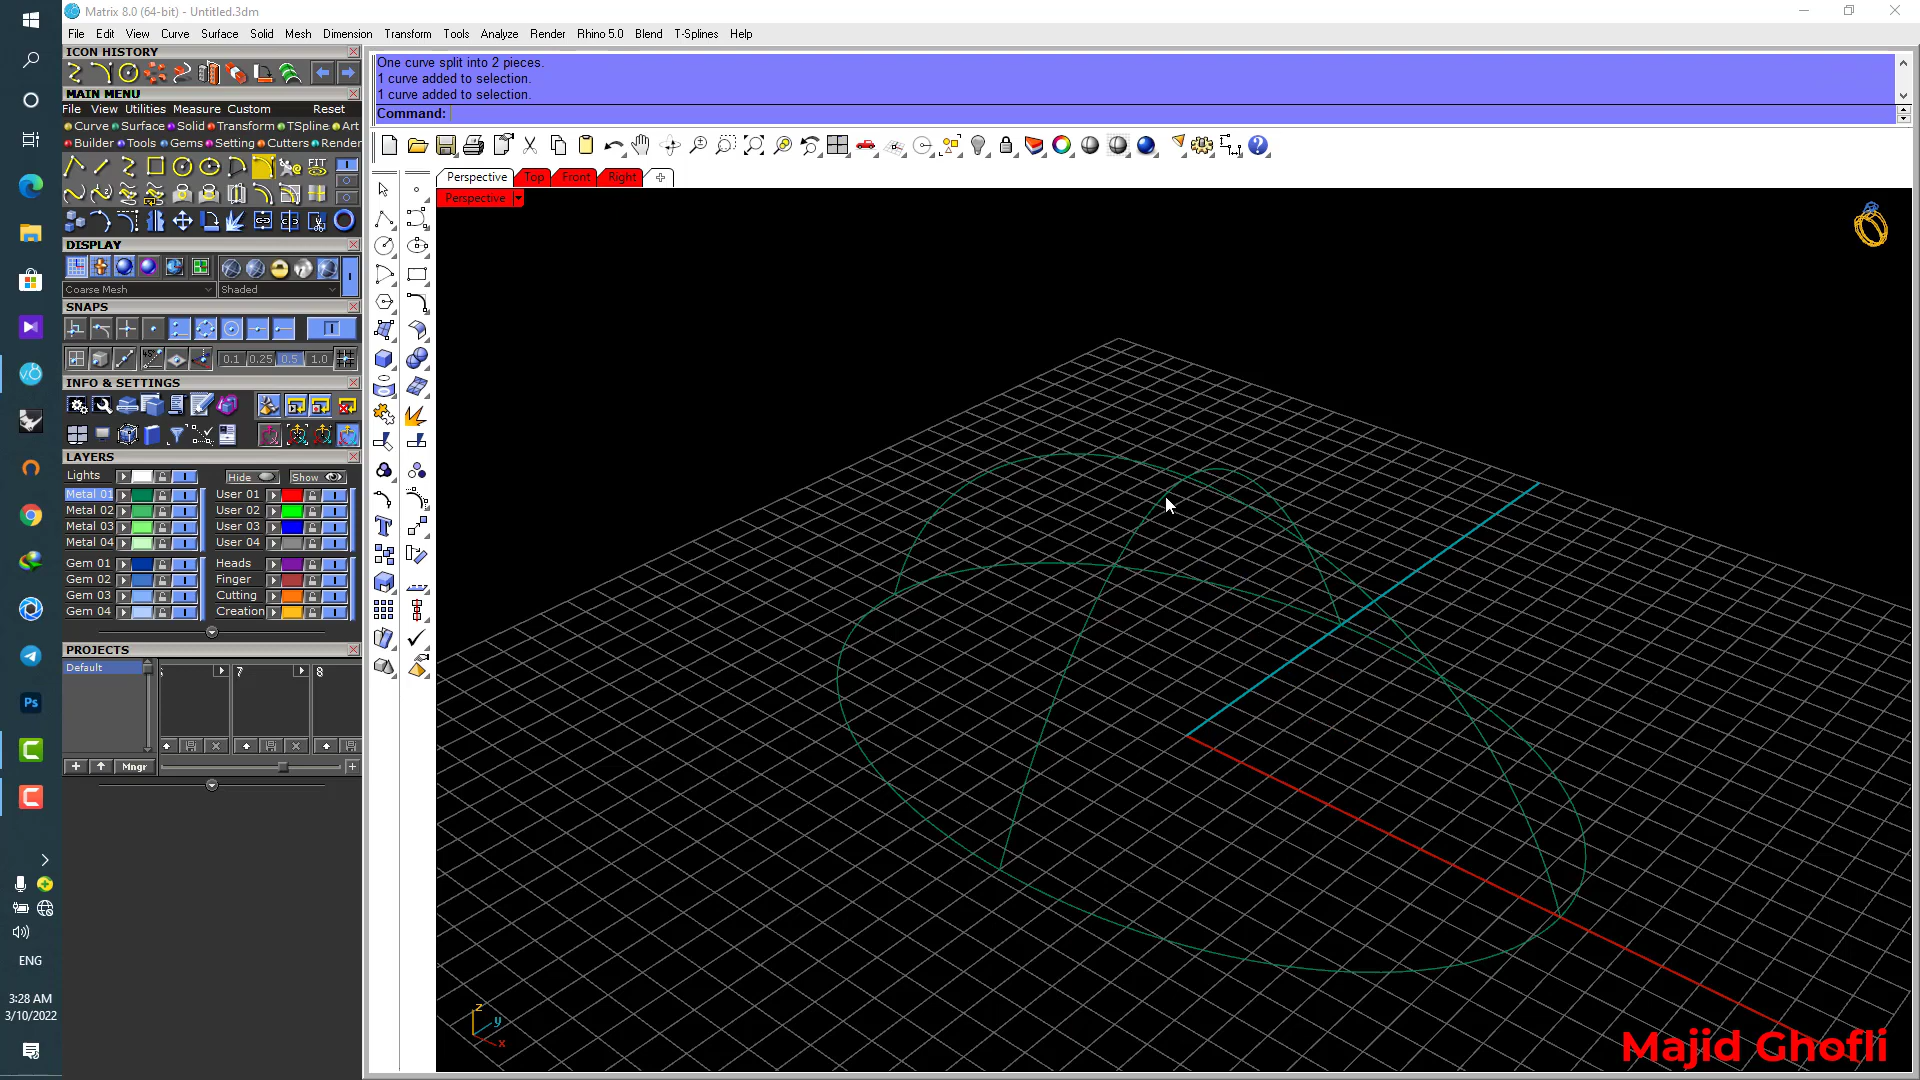 Matrix 8.0 (64-bit) - Untitled.3dm
File Edit View Curve Surface Solid Mesh Dimension Transform Tools Analyze Render Rhino 5.0 Blend T-Splines Help
ICON HISTORY
One curve split into 2 pieces.
1 curve added to selection.
1 curve added to selection.
Command:
MAIN MENU
File View Utilities Measure Custom Reset
Curve Surface Solid Transform TSpline Art
Builder Tools Gems Setting Cutters Render
FIT
Perspective Top Front Right
Perspective
DISPLAY
Coarse Mesh Shaded
SNAPS
45°
0.1 0.25 0.5 1.0
INFO & SETTINGS
LAYERS
Lights Hide Show
Metal 01 User 01
Metal 02 User 02
Metal 03 User 03
Metal 04 User 04
Gem 01 Heads
Gem 02 Finger
Gem 03 Cutting
Gem 04 Creation
PROJECTS
Default 7 8
Mngr
Ps
ENG
3:28 AM
3/10/2022
z
y
x
Majid Ghofli